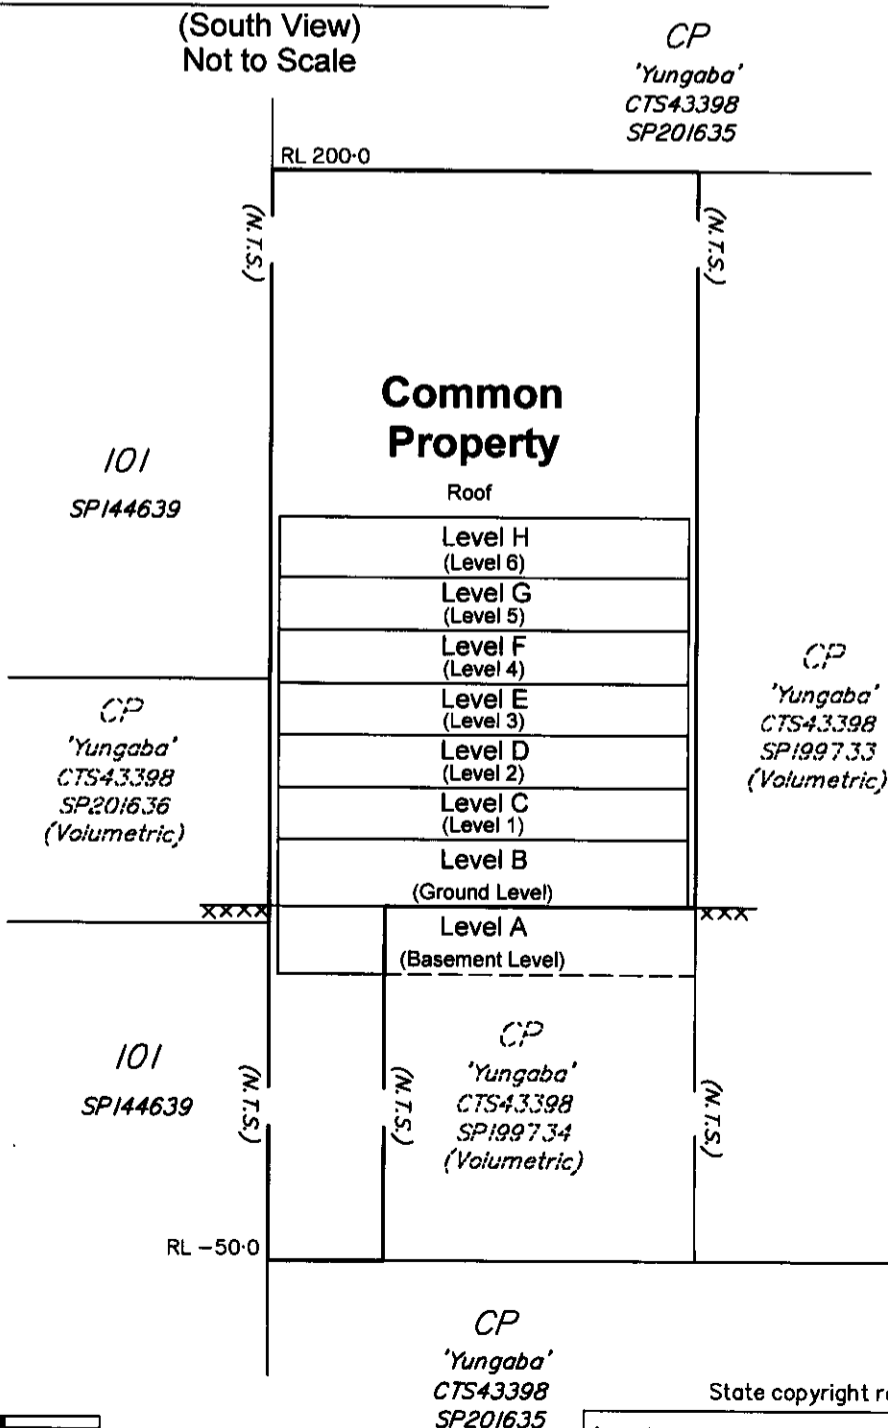 (South View)
Not to Scale
CP
'Yungaba'
CTS43398
SP201635
RL 200·0
(N.T.S.)
(N.T.S.)
Common
Property
101
SP144639
Roof
Level H
(Level 6)
Level G
(Level 5)
Level F
(Level 4)
Level E
(Level 3)
Level D
(Level 2)
Level C
(Level 1)
Level B
(Ground Level)
Level A
(Basement Level)
CP
'Yungaba'
CTS43398
SP201636
(Volumetric)
CP
'Yungaba'
CTS43398
SP199733
(Volumetric)
XXXX
XXX
101
SP144639
(N.T.S.)
(N.T.S.)
CP
'Yungaba'
CTS43398
SP199734
(Volumetric)
(N.T.S.)
RL -50·0
CP
'Yungaba'
CTS43398
SP201635
State copyright